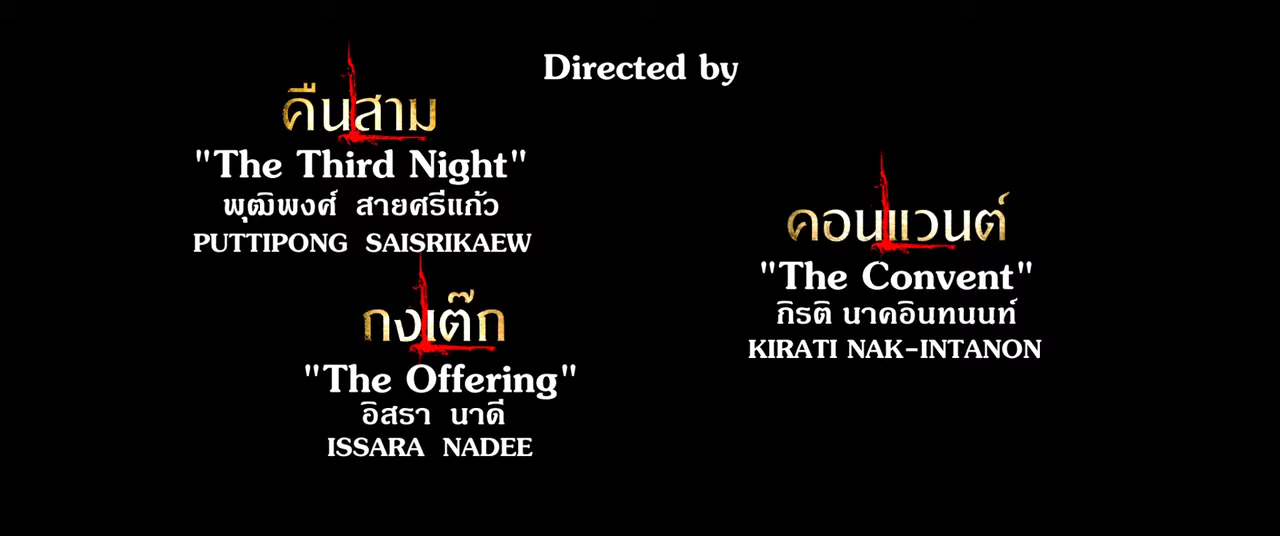 Directed by
คืนสาม
"The Third Night"
พุฒิพงศ์ สายศรีแก้ว
PUTTIPONG SAISRIKAEW
กงเต๊ก
"The Offering"
อิสรา นาดี
ISSARA NADEE
คอนแวนต์
"The Convent"
กิรติ นาคอินทนนท์
KIRATI NAK-INTANON